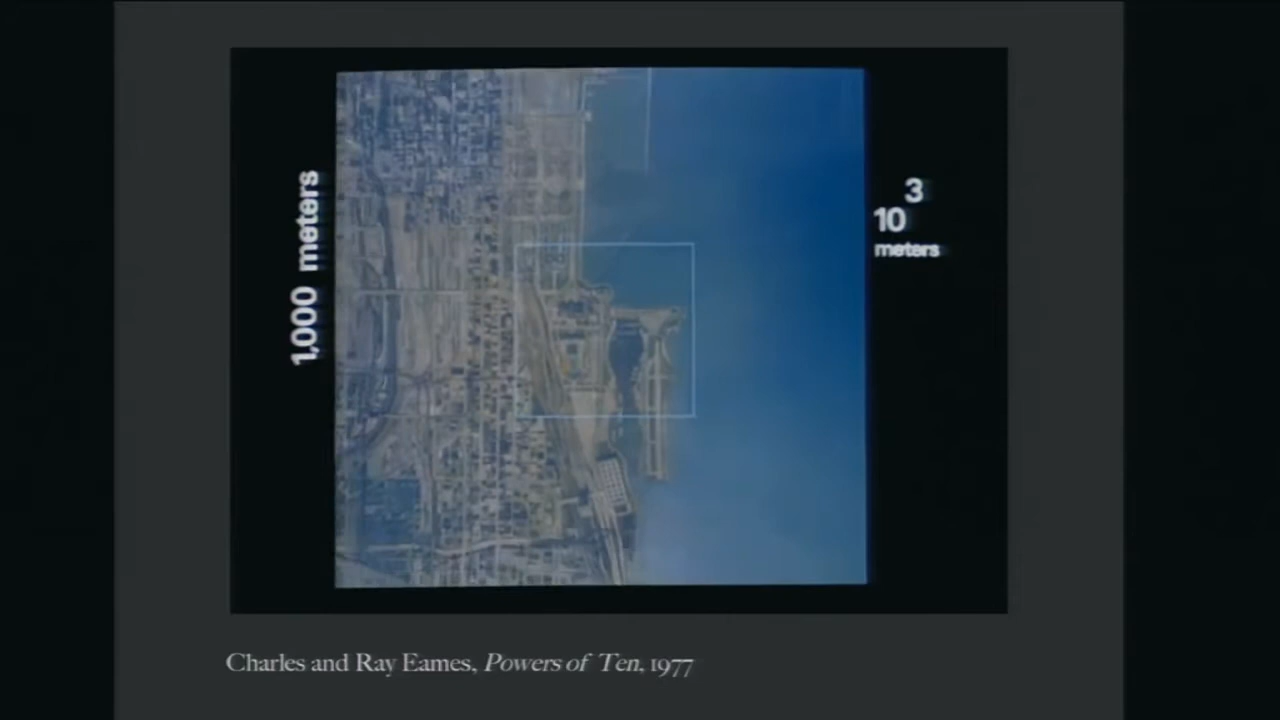 1,000 meters
3
10
meters
Charles and Ray Eames, Powers of Ten, 1977